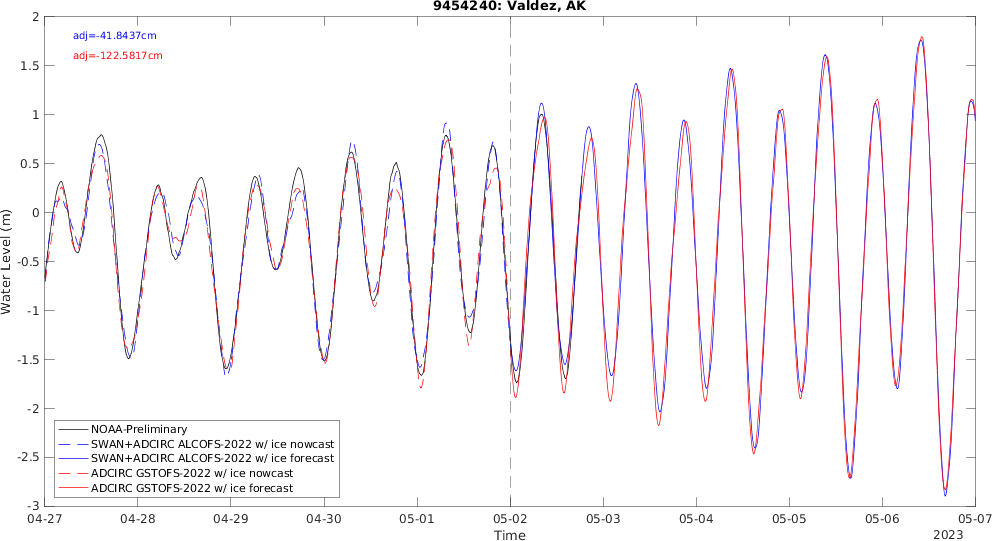 9454240: Valdez, AK
adj=-41.8437cm
adj=-122.5817cm
2
1.5
1
0.5
0
-0.5
-1
-1.5
-2
-2.5
-3
Water Level (m)
NOAA-Preliminary
SWAN+ADCIRC ALCOFS-2022 w/ ice nowcast
SWAN+ADCIRC ALCOFS-2022 w/ ice forecast
ADCIRC GSTOFS-2022 w/ ice nowcast
ADCIRC GSTOFS-2022 w/ ice forecast
04-27 04-28 04-29 04-30 05-01 05-02 05-03 05-04 05-05 05-06 05-07
Time
2023